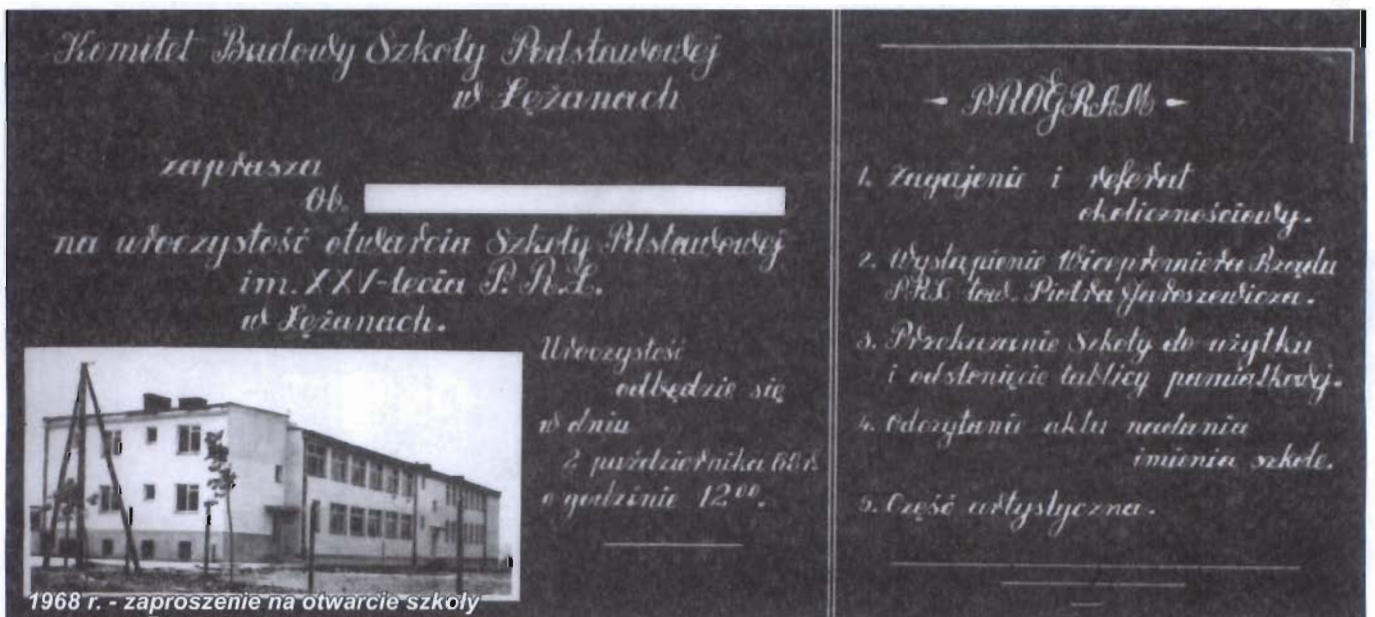 Komitet Budowy Szkoły Podstawowej
w Łężanach
zaprasza
Ob.
na uroczystość otwarcia Szkoły Podstawowej
im. XXV-lecia P.R.L.
w Łężanach.
Uroczystość
odbędzie się
w dniu
2 października 68 r.
o godzinie 12⁰⁰.
1968 r. - zaproszenie na otwarcie szkoły
- PROGRAM -
1. Zagajenie i referat
okolicznościowy.
2. Wystąpienie Wicepremiera Rządu
PRL tow. Piotra Jaroszewicza.
3. Przekazanie szkoły do użytku
i odsłonięcie tablicy pamiątkowej.
4. Odczytanie aktu nadania
imienia szkole.
5. Część artystyczna.